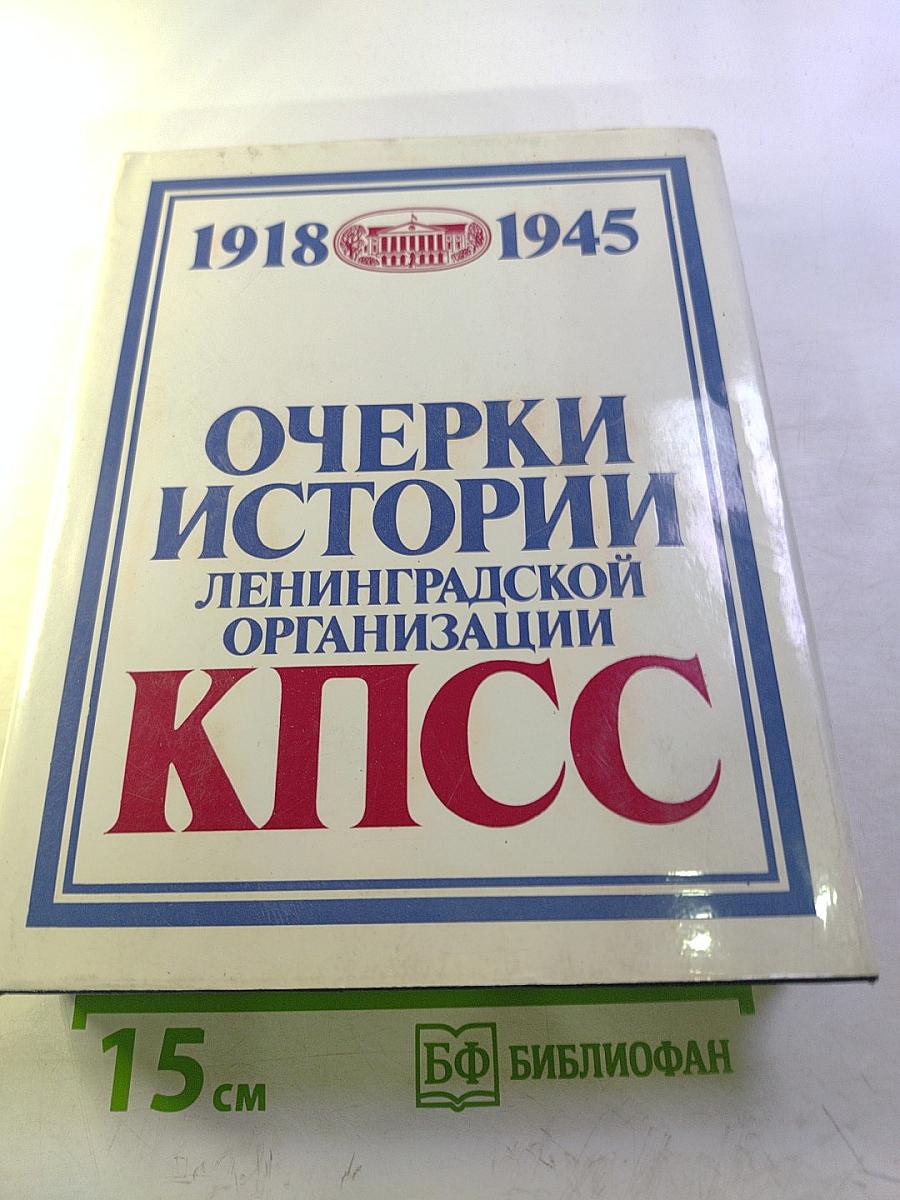 1918 1945
ОЧЕРКИ
ИСТОРИИ
ЛЕНИНГРАДСКОЙ
ОРГАНИЗАЦИИ
КПСС
15 см БФ БИБЛИОФАН